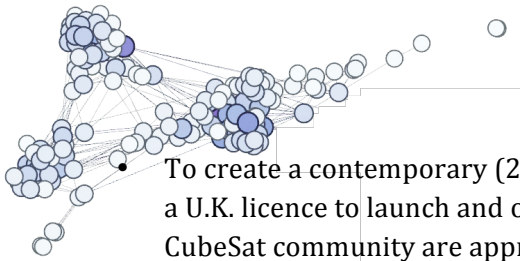 To create a contemporary (2
a U.K. licence to launch and o
CubeSat community are appr